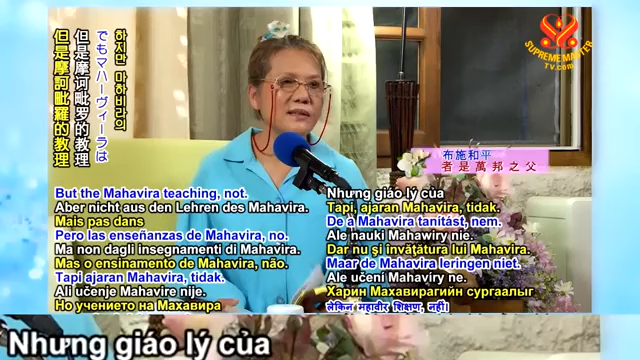 SUPREME MASTER
TV.com
하지만 마하비라의
でもマハーヴィーラは
但是摩诃毗罗的教理
但是摩訶毗羅的教理
布施和平
者是萬邦之父
But the Mahavira teaching, not.
Aber nicht aus den Lehren des Mahavira.
Mais pas dans
Pero las enseñanzas de Mahavira, no.
Ma non dagli insegnamenti di Mahavira.
Mas o ensinamento de Mahavira, não.
Tapi ajaran Mahavira, tidak.
Ali učenje Mahavire nije.
Но учението на Махавира
Nhưng giáo lý của
Tapi, ajaran Mahavira, tidak.
De a Mahavira tanítást, nem.
Ale nauki Mahawiry nie.
Dar nu şi învăţătura lui Mahavira.
Maar de Mahavira leringen niet.
Ale učení Mahavíry ne.
Харин Махавирагийн сургаалыг
लेकिन महावीर शिक्षण, नहीं।
Nhưng giáo lý của